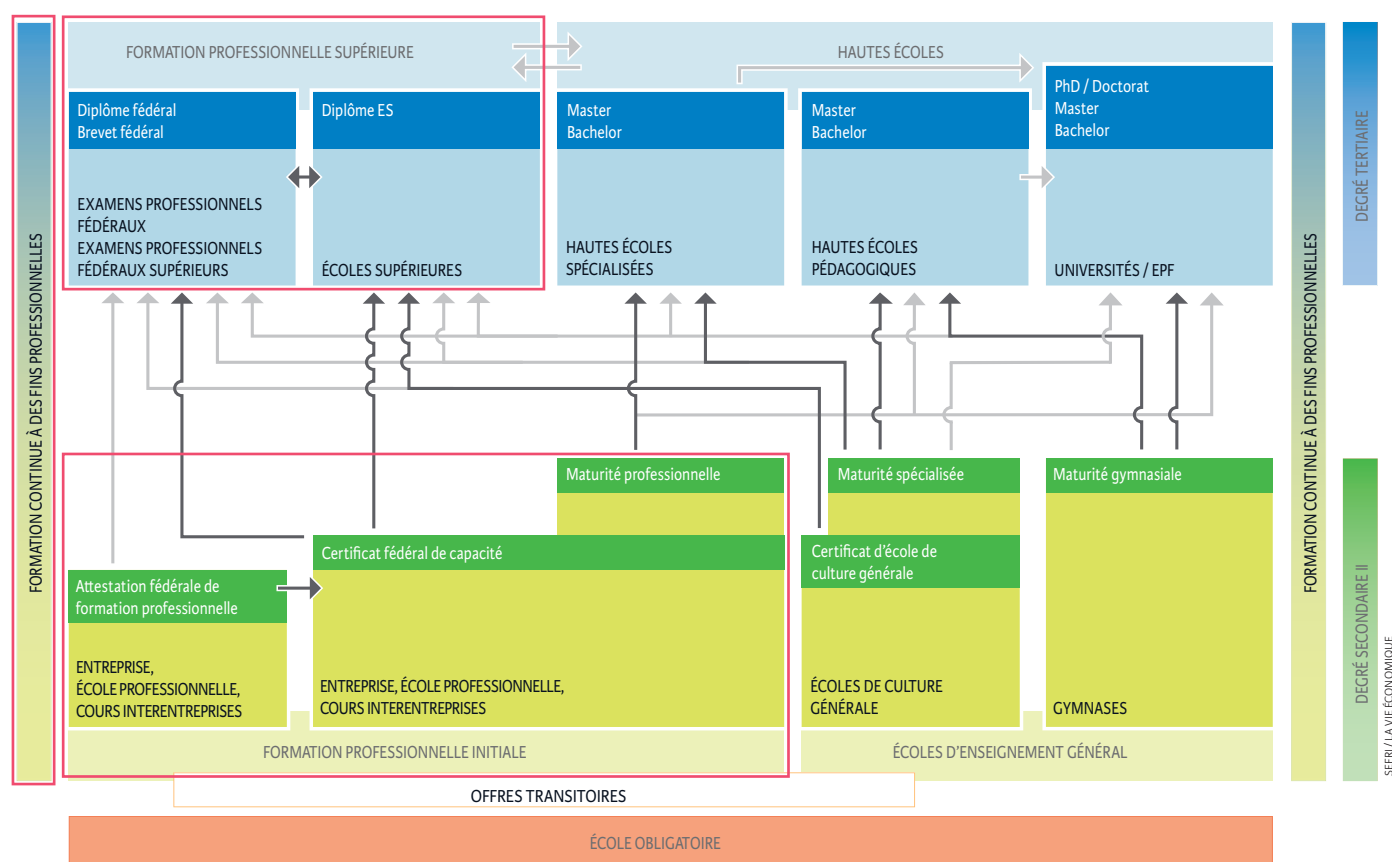 FORMATION CONTINUE À DES FINS PROFESSIONNELLES
FORMATION PROFESSIONNELLE SUPÉRIEURE
HAUTES ÉCOLES
Diplôme fédéral
Brevet fédéral
EXAMENS PROFESSIONNELS
FÉDÉRAUX
EXAMENS PROFESSIONNELS
FÉDÉRAUX SUPÉRIEURS
Diplôme ES
ÉCOLES SUPÉRIEURES
Master
Bachelor
HAUTES ÉCOLES
SPÉCIALISÉES
Master
Bachelor
HAUTES ÉCOLES
PÉDAGOGIQUES
PhD / Doctorat
Master
Bachelor
UNIVERSITÉS / EPF
FORMATION CONTINUE À DES FINS PROFESSIONNELLES
DEGRÉ TERTIAIRE
Attestation fédérale de
formation professionnelle
ENTREPRISE,
ÉCOLE PROFESSIONNELLE,
COURS INTERENTREPRISES
Maturité professionnelle
Certificat fédéral de capacité
ENTREPRISE, ÉCOLE PROFESSIONNELLE,
COURS INTERENTREPRISES
Maturité spécialisée
Certificat d'école de
culture générale
ÉCOLES DE CULTURE
GÉNÉRALE
Maturité gymnasiale
GYMNASES
DEGRÉ SECONDAIRE II
SEFRI / LA VIE ÉCONOMIQUE
FORMATION PROFESSIONNELLE INITIALE
ÉCOLES D'ENSEIGNEMENT GÉNÉRAL
OFFRES TRANSITOIRES
ÉCOLE OBLIGATOIRE